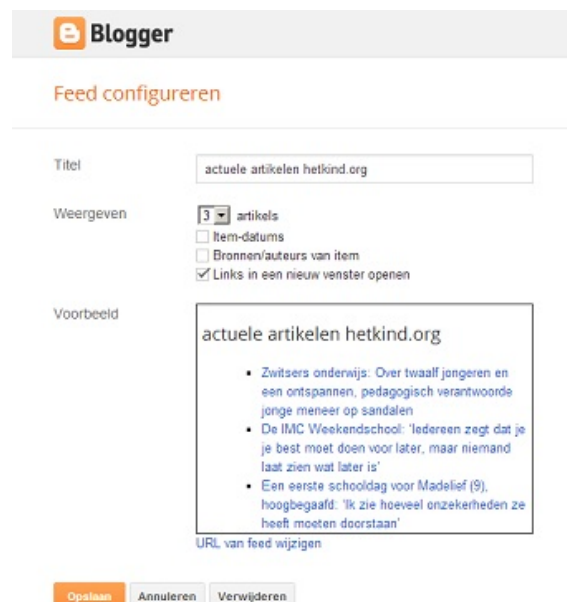 Blogger
Feed configureren
Titel
actuele artikelen hetkind.org
Weergeven
3 artikels
Item-datums
Bronnen/auteurs van item
Links in een nieuw venster openen
Voorbeeld
actuele artikelen hetkind.org
Zwitsers onderwijs: Over twaalf jongeren en
een ontspannen, pedagogisch verantwoorde
jonge meneer op sandalen
De IMC Weekendschool: 'Iedereen zegt dat je
je best moet doen voor later, maar niemand
laat zien wat later is'
Een eerste schooldag voor Madelief (9),
hoogbegaafd: 'Ik zie hoeveel onzekerheden ze
heeft moeten doorstaan'
URL van feed wijzigen
Opslaan Annuleren Verwijderen